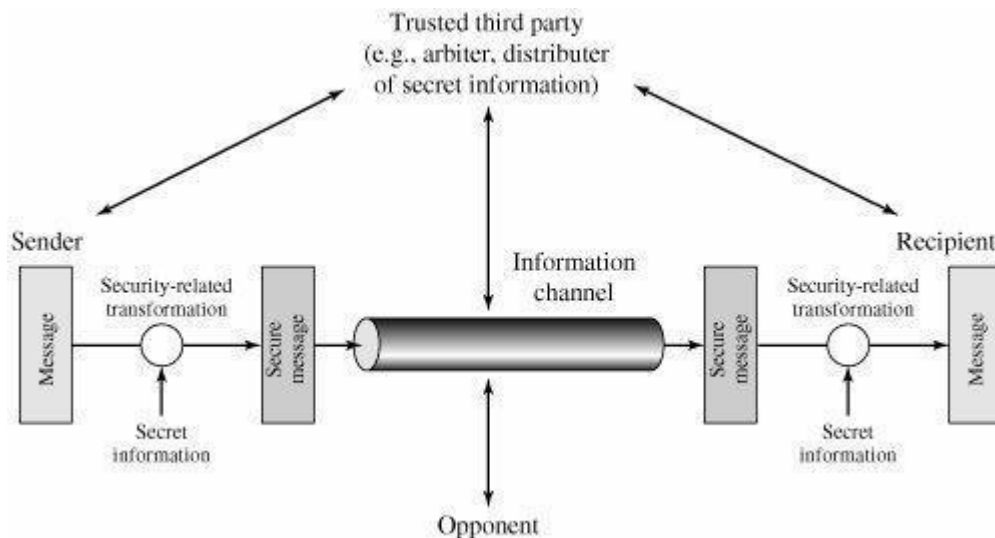 Trusted third party
(e.g., arbiter, distributer
of secret information)
Sender
Recipient
Information
channel
Security-related
transformation
Security-related
transformation
Message
Secure
message
Secure
message
Message
Secret
information
Secret
information
Opponent